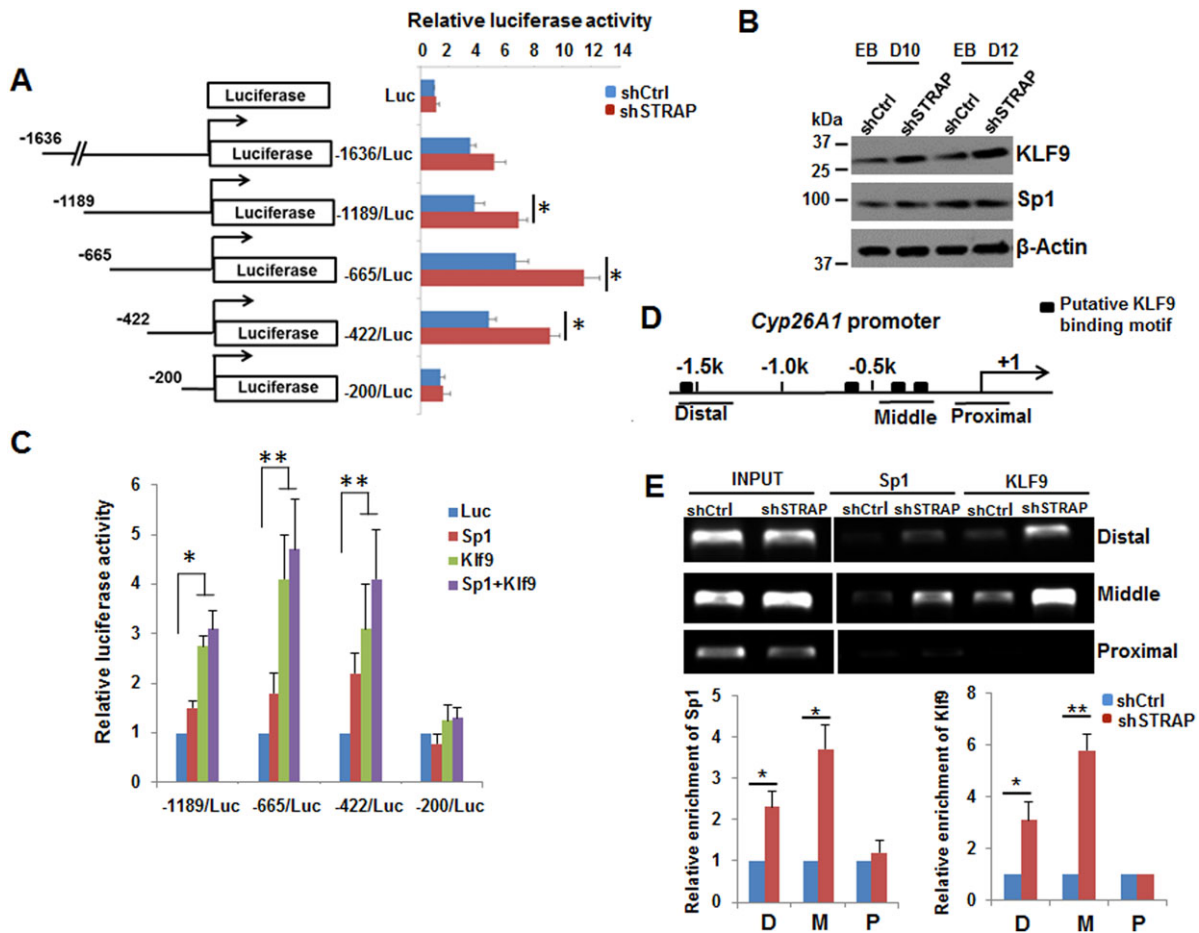 A
Relative luciferase activity
0 2 4 6 8 10 12 14
shCtrl
shSTRAP
Luciferase
Luc
-1636
Luciferase
-1636/Luc
-1189
Luciferase
-1189/Luc
*
-665
Luciferase
-665/Luc
*
-422
Luciferase
-422/Luc
*
-200
Luciferase
-200/Luc
B
EB D10
EB D12
kDa
shCtrl
shSTRAP
shCtrl
shSTRAP
37
25
KLF9
100
Sp1
37
β-Actin
C
Relative luciferase activity
6
5
4
3
2
1
0
*
**
**
Luc
Sp1
Klf9
Sp1+Klf9
-1189/Luc -665/Luc -422/Luc -200/Luc
D
Cyp26A1 promoter
Putative KLF9
binding motif
-1.5k -1.0k -0.5k +1
Distal Middle Proximal
E
INPUT Sp1 KLF9
shCtrl shSTRAP shCtrl shSTRAP shCtrl shSTRAP
Distal
Middle
Proximal
Relative enrichment of Sp1
5
4
3
2
1
0
*
*
D M P
Relative enrichment of Klf9
8
6
4
2
0
*
**
shCtrl
shSTRAP
D M P